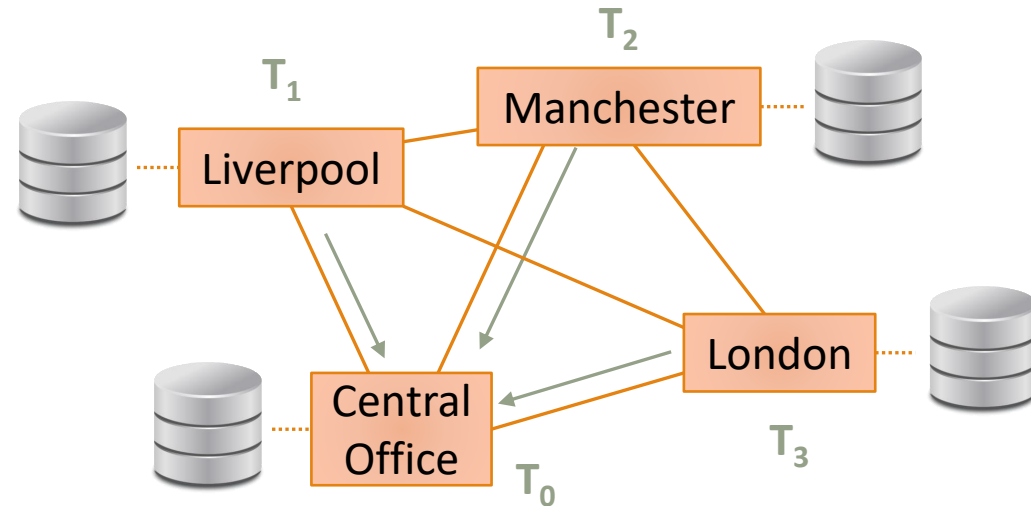 T₂
T₁
Manchester
Liverpool
London
Central
Office
T₃
T₀